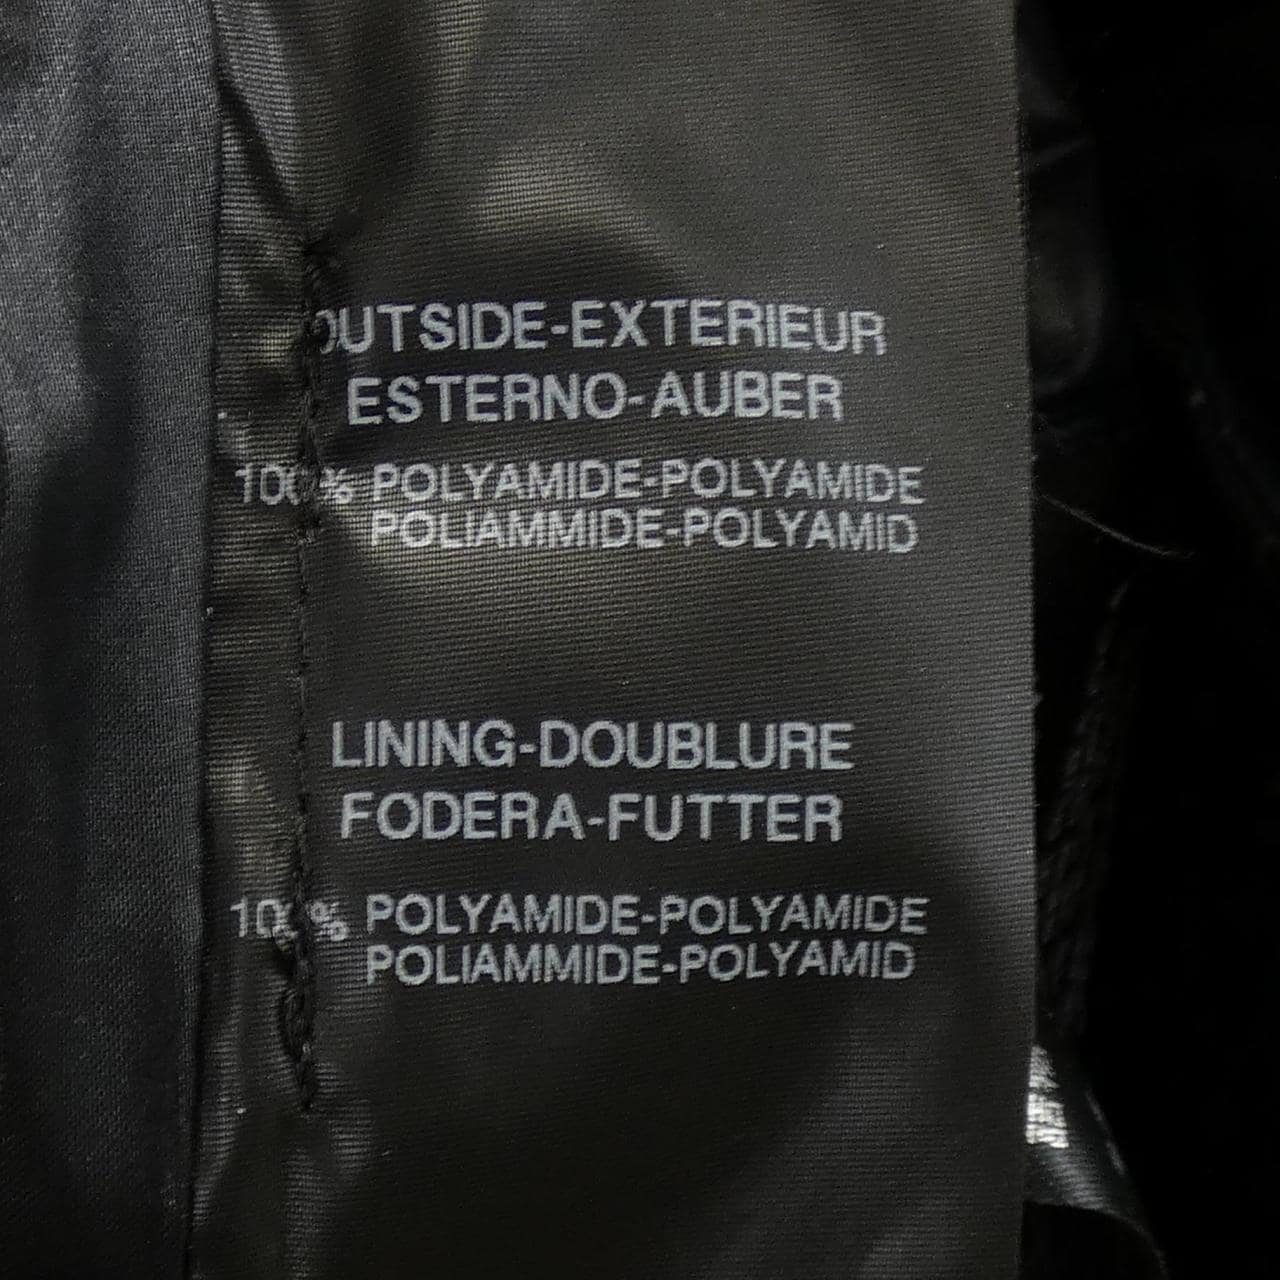 OUTSIDE-EXTERIEUR
ESTERNO-AUBER
100% POLYAMIDE-POLYAMIDE
POLIAMMIDE-POLYAMID
LINING-DOUBLURE
FODERA-FUTTER
100% POLYAMIDE-POLYAMIDE
POLIAMMIDE-POLYAMID